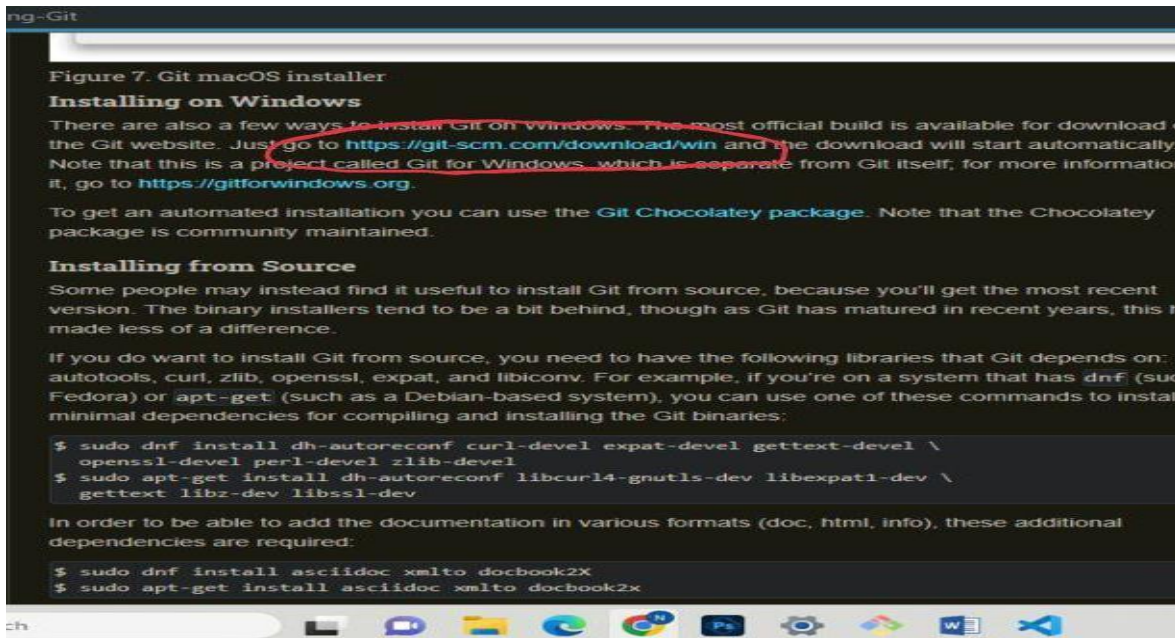 ng-Git
Figure 7. Git macOS installer
Installing on Windows
There are also a few ways to install Git on Windows. The most official build is available for download
the Git website. Just go to https://git-scm.com/download/win and the download will start automatically
Note that this is a project called Git for Windows, which is separate from Git itself; for more informatio
it, go to https://gitforwindows.org.
To get an automated installation you can use the Git Chocolatey package. Note that the Chocolatey
package is community maintained.
Installing from Source
Some people may instead find it useful to install Git from source, because you'll get the most recent
version. The binary installers tend to be a bit behind, though as Git has matured in recent years, this
made less of a difference.
If you do want to install Git from source, you need to have the following libraries that Git depends on:
autotools, curl, zlib, openssl, expat, and libiconv. For example, if you're on a system that has dnf (suc
Fedora) or apt-get (such as a Debian-based system), you can use one of these commands to instal
minimal dependencies for compiling and installing the Git binaries:
$ sudo dnf install dh-autoreconf curl-devel expat-devel gettext-devel \
openssl-devel perl-devel zlib-devel
$ sudo apt-get install dh-autoreconf libcurl4-gnutls-dev libexpat1-dev \
gettext libz-dev libssl-dev
In order to be able to add the documentation in various formats (doc, html, info), these additional
dependencies are required:
$ sudo dnf install asciidoc xmlto docbook2X
$ sudo apt-get install asciidoc xmlto docbook2x
ch
N
Ps
W